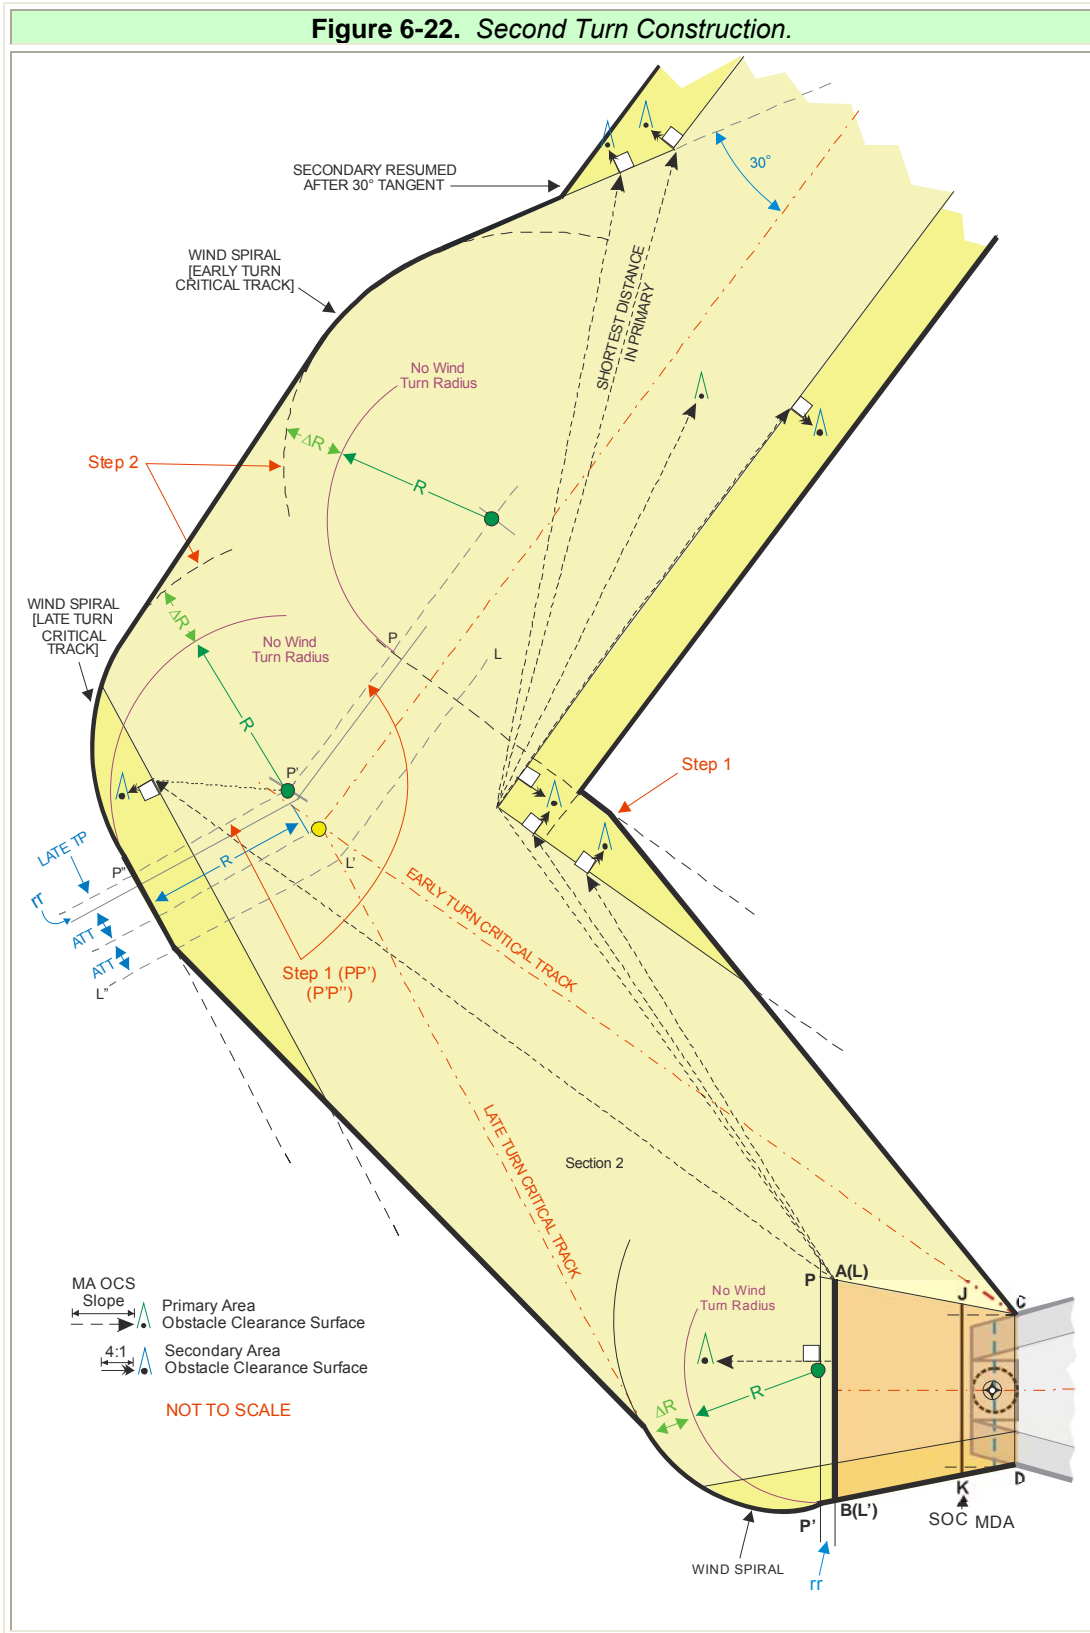 Figure 6-22. Second Turn Construction.
30°
SECONDARY RESUMED
AFTER 30° TANGENT
WIND SPIRAL
[EARLY TURN
CRITICAL TRACK]
SHORTEST DISTANCE
IN PRIMARY
No Wind
Turn Radius
ΔR
R
Step 2
WIND SPIRAL
[LATE TURN
CRITICAL
TRACK]
ΔR
No Wind
Turn Radius
P
L
R
Step 1
P'
LATE TP
R
L'
P"
rr
ATT
ATT
L"
EARLY TURN CRITICAL TRACK
Step 1 (PP')
(P'P'')
LATE TURN CRITICAL TRACK
Section 2
MA OCS
Slope
Primary Area
Obstacle Clearance Surface
4:1
Secondary Area
Obstacle Clearance Surface
NOT TO SCALE
P
A(L)
No Wind
Turn Radius
J
C
R
ΔR
D
K
B(L')
P'
SOC MDA
WIND SPIRAL
rr